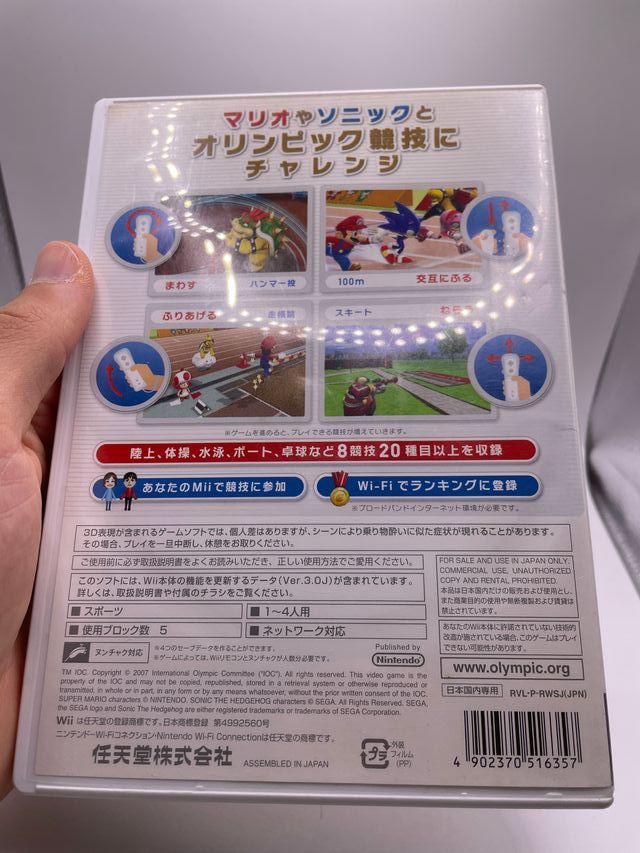 マリオやソニックと
オリンピック競技に
チャレンジ
まわす ハンマー投
100m 交互にふる
ふりあげる 走幅跳
スキート ねらう
※ゲームを進めると、プレイできる競技が増えていきます。
陸上、体操、水泳、ボート、卓球など8競技20種目以上を収録
あなたのMiiで競技に参加
Wi-Fiでランキングに登録
※ブロードバンドインターネット環境が必要です。
3D表現が含まれるゲームソフトでは、個人差はありますが、シーンにより乗り物酔いに似た症状が現れることがあります。
その場合、プレイを一旦中断し、休憩をお取りください。
ご使用前に必ず取扱説明書をよくお読みいただき、正しい使用方法でご愛用ください。
このソフトには、Wii本体の機能を更新するデータ(Ver.3.0J)が含まれています。
詳しくは、取扱説明書や付属のチラシをご覧ください。
■ スポーツ
■ 1～4人用
■ 使用ブロック数 5
■ ネットワーク対応
ヌンチャク対応
※4つのセーブデータを作ることができます。
※ゲームによっては、WiiリモコンとヌンチャクがA人数分必要です。
Published by
Nintendo
FOR SALE AND USE IN JAPAN ONLY.
COMMERCIAL USE, UNAUTHORIZED
COPY AND RENTAL PROHIBITED.
本品は日本国内だけの販売および使用とし、
また商業目的の使用や無断複製および賃貸は
禁止されています。
あなたのWii本体に許諾されていない技術的
改造が施されている場合、このゲームはプレイ
できない可能性があります。
www.olympic.org
日本国内専用 RVL-P-RWSJ(JPN)
TM IOC. Copyright © 2007 International Olympic Committee ("IOC"). All rights reserved. This video game is the
property of the IOC and may not be copied, republished, stored in a retrieval system or otherwise reproduced or
transmitted, in whole or in part, in any form or by any means whatsoever, without the prior written consent of the IOC.
SUPER MARIO characters © NINTENDO. SONIC THE HEDGEHOG characters © SEGA. All Rights Reserved. SEGA,
the SEGA logo and Sonic The Hedgehog are either registered trademarks or trademarks of SEGA Corporation.
Wii は任天堂の登録商標です。日本商標登録 第4992560号
ニンテンドーWi-Fiコネクション・Nintendo Wi-Fi Connectionは任天堂の商標です。
任天堂株式会社
ASSEMBLED IN JAPAN
プラ
外装
フィルム
(PP)
4 902370 516357